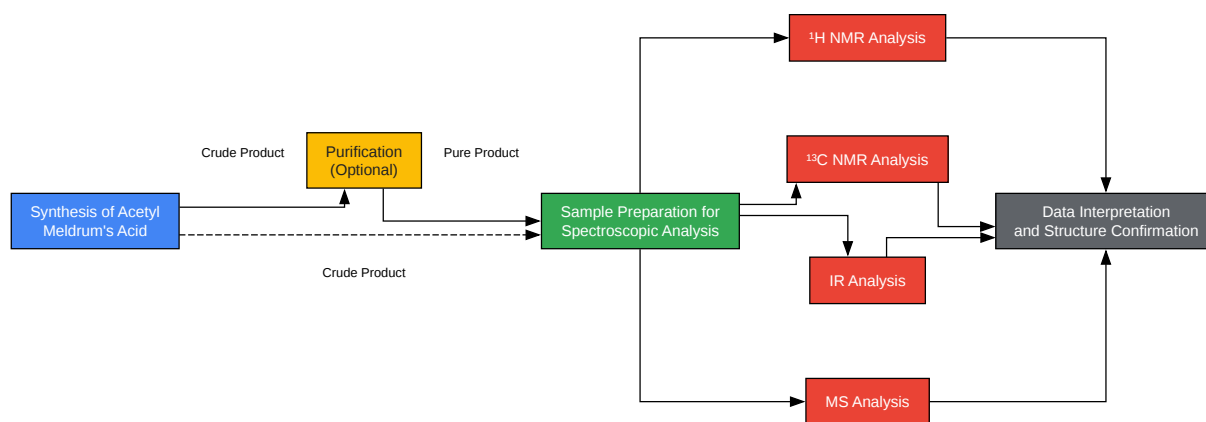 Synthesis of Acetyl
Meldrum's Acid
Crude Product
Purification
(Optional)
Pure Product
Crude Product
Sample Preparation for
Spectroscopic Analysis
¹H NMR Analysis
¹³C NMR Analysis
IR Analysis
MS Analysis
Data Interpretation
and Structure Confirmation